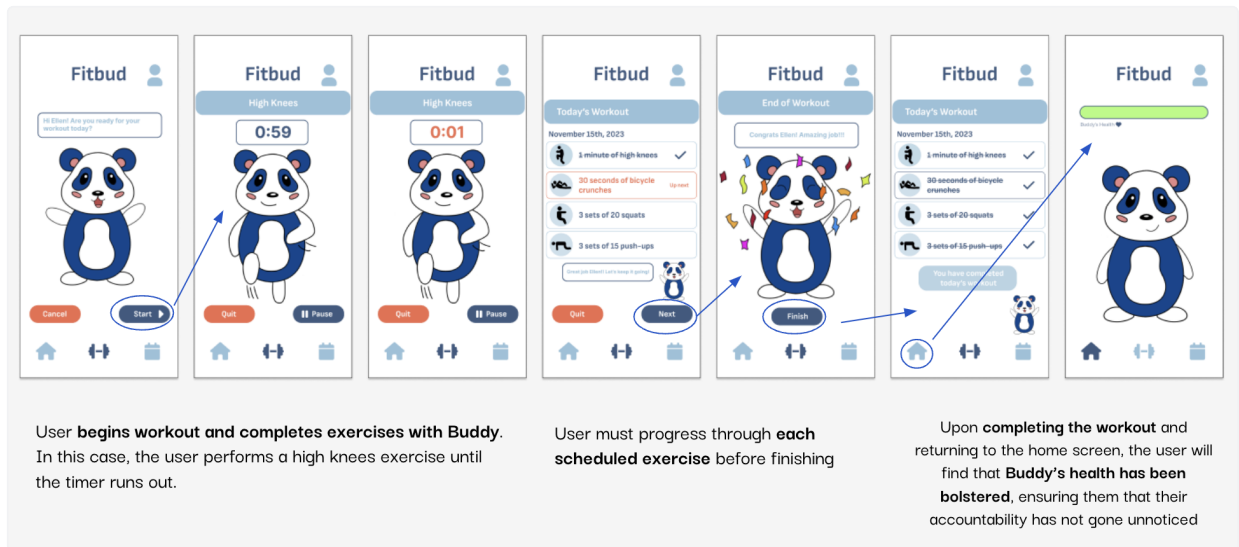 Fitbud
Hi Ellen! Are you ready for your
workout today?
Cancel
Start
Fitbud
High Knees
0:59
Quit
Pause
Fitbud
High Knees
0:01
Quit
Pause
Fitbud
Today's Workout
November 15th, 2023
1 minute of high knees
30 seconds of bicycle
crunches
Up next
3 sets of 20 squats
3 sets of 15 push-ups
Great job Ellen! Let's keep it going!
Quit
Next
Fitbud
End of Workout
Congrats Ellen! Amazing job!!!
Finish
Fitbud
Today's Workout
November 15th, 2023
1 minute of high knees
30 seconds of bicycle
crunches
3 sets of 20 squats
3 sets of 15 push-ups
You have completed
today's workout
Fitbud
Buddy's Health
User begins workout and completes exercises with Buddy.
In this case, the user performs a high knees exercise until
the timer runs out.
User must progress through each
scheduled exercise before finishing
Upon completing the workout and
returning to the home screen, the user will
find that Buddy's health has been
bolstered, ensuring them that their
accountability has not gone unnoticed